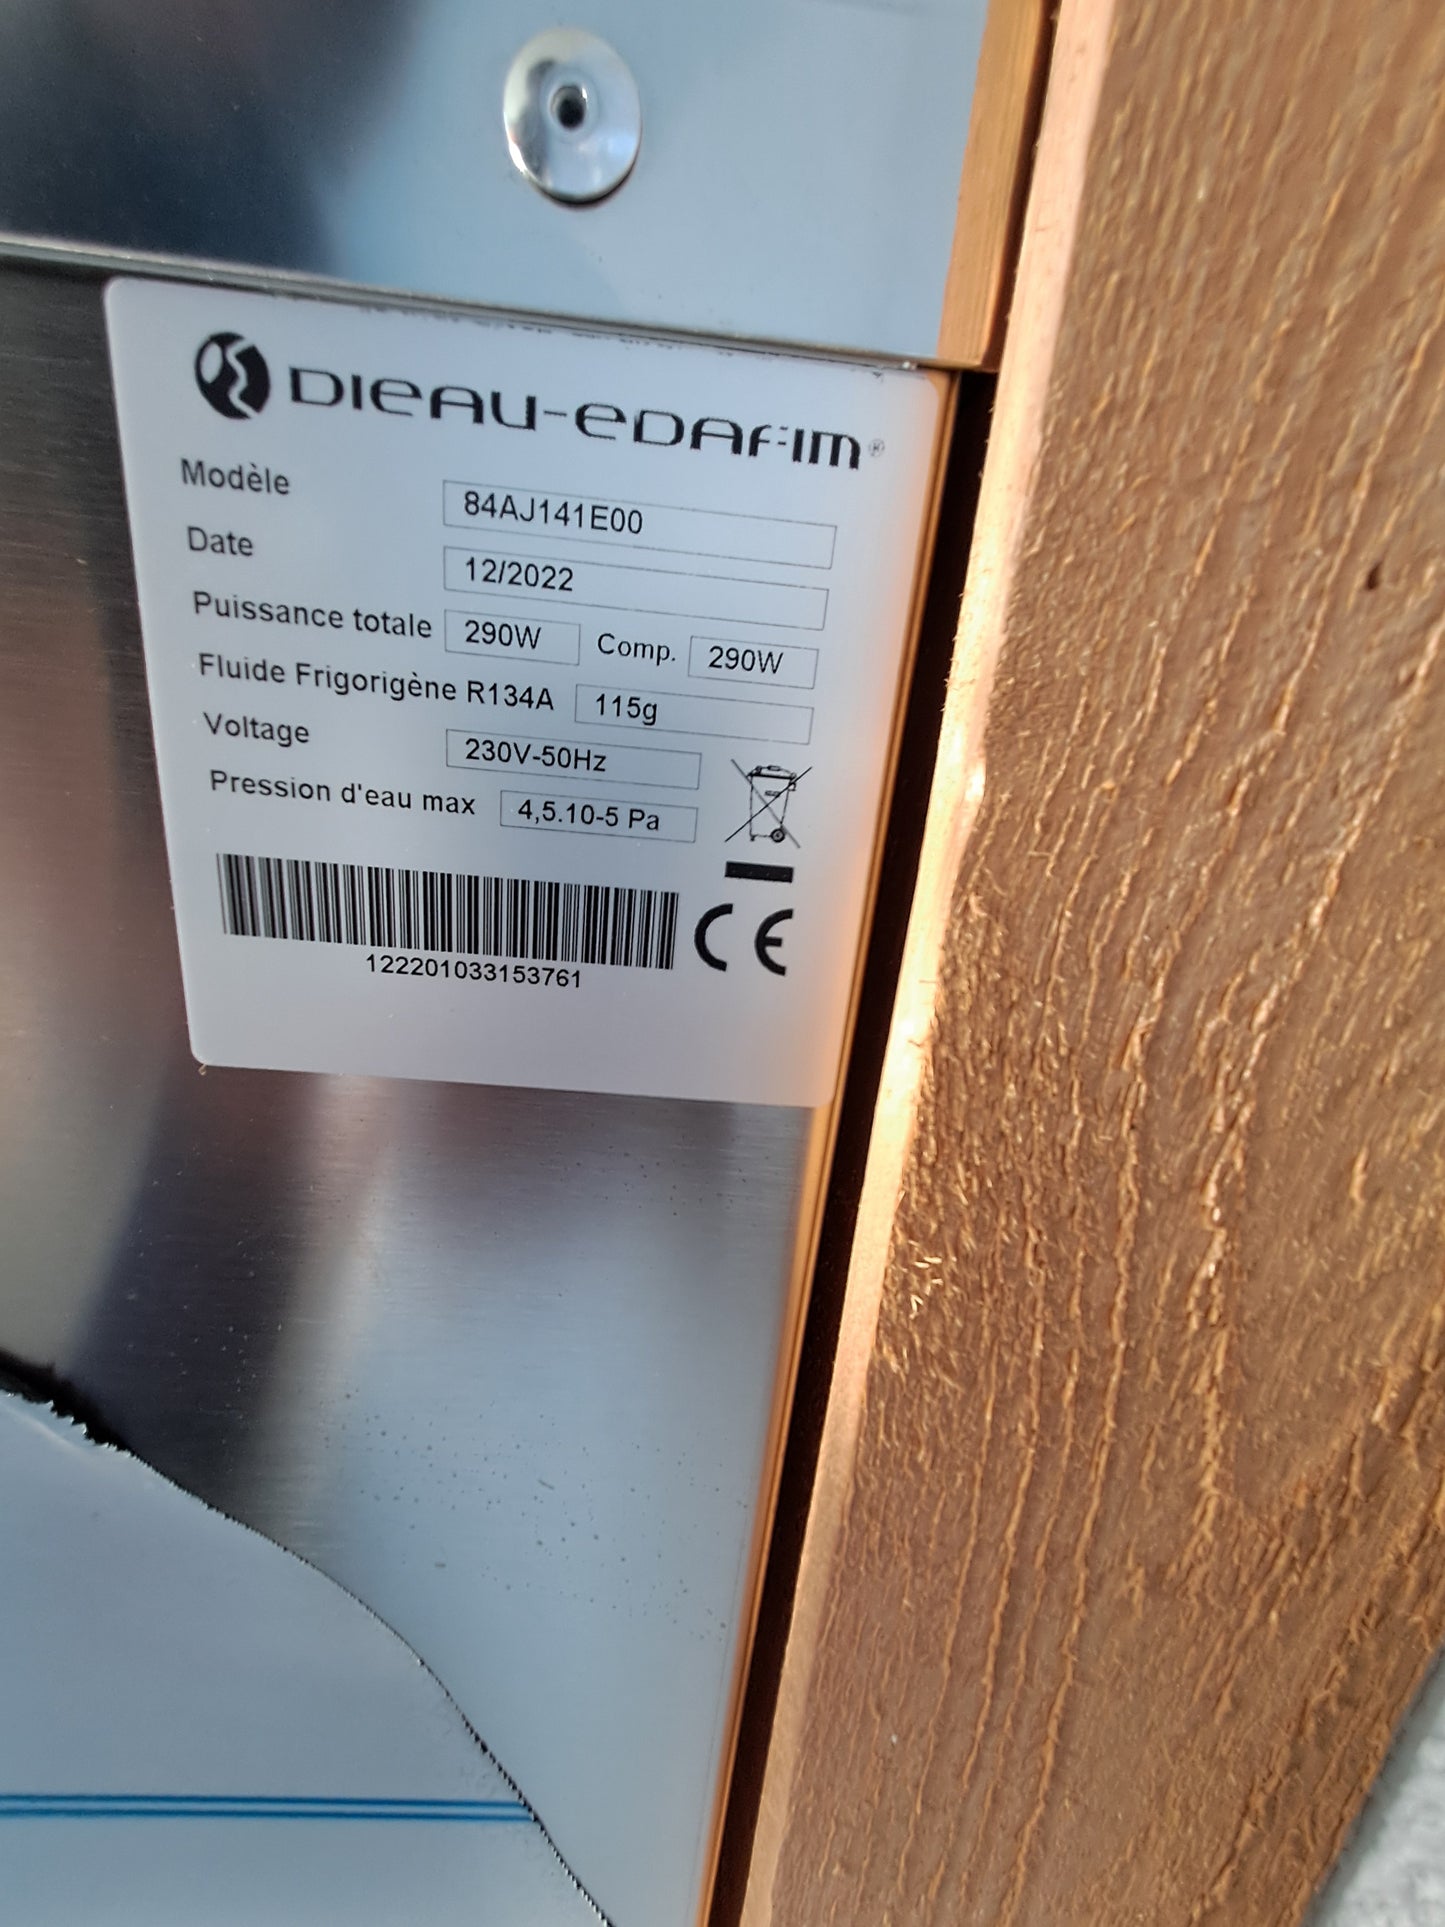 DIEAU-EDAFIM®
Modèle 84AJ141E00
Date 12/2022
Puissance totale 290W Comp. 290W
Fluide Frigorigène R134A 115g
Voltage 230V-50Hz
Pression d'eau max 4,5.10-5 Pa
CE
122201033153761